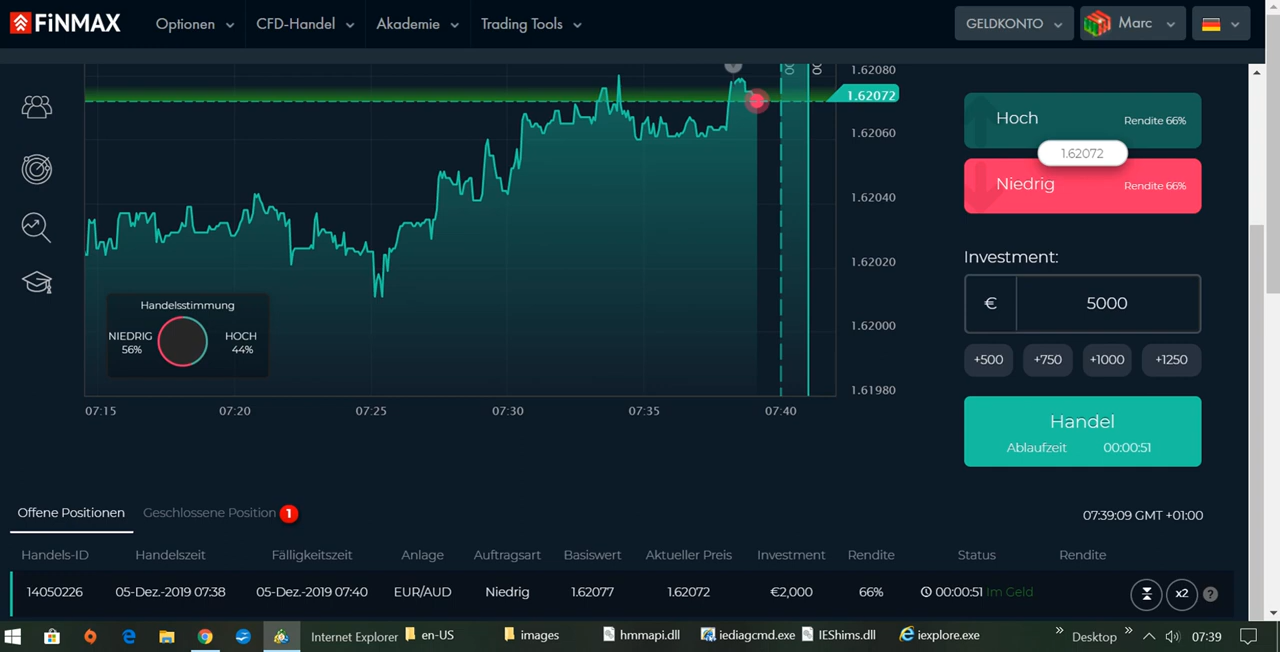 FiNMAX Optionen CFD-Handel Akademie Trading Tools GELDKONTO Marc
1.62080
1.62072
1.62060
1.62040
1.62020
1.62000
1.61980
Handelsstimmung
NIEDRIG HOCH
56% 44%
07:15 07:20 07:25 07:30 07:35 07:40
Hoch Rendite 66%
1.62072
Niedrig Rendite 66%
Investment:
€ 5000
+500 +750 +1000 +1250
Handel
Ablaufzeit 00:00:51
Offene Positionen Geschlossene Position 1 07:39:09 GMT +01:00
Handels-ID Handelszeit Fälligkeitszeit Anlage Auftragsart Basiswert Aktueller Preis Investment Rendite Status Rendite
14050226 05-Dez.-2019 07:38 05-Dez.-2019 07:40 EUR/AUD Niedrig 1.62077 1.62072 €2,000 66% 00:00:51 Im Geld x2 ?
Internet Explorer en-US images hmmapi.dll iediagcmd.exe IEShims.dll iexplore.exe » Desktop » 07:39